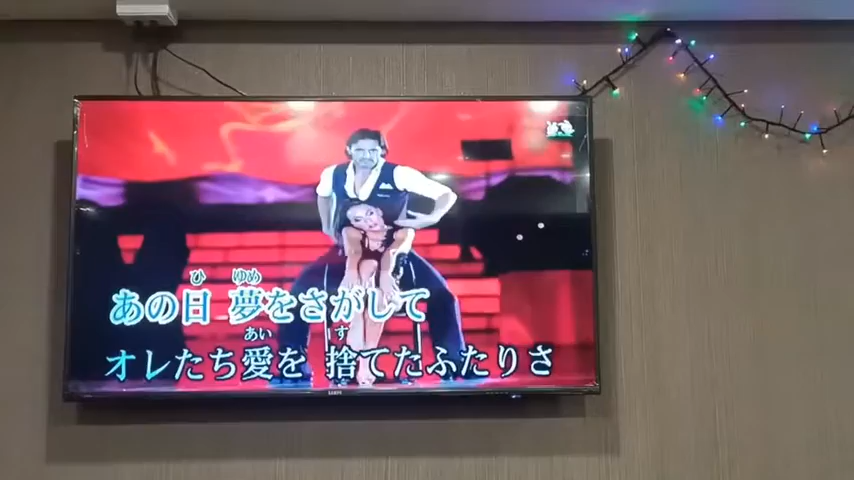 ひ ゆめ
あの日 夢をさがして
あい す
オレたち愛を 捨てたふたりさ